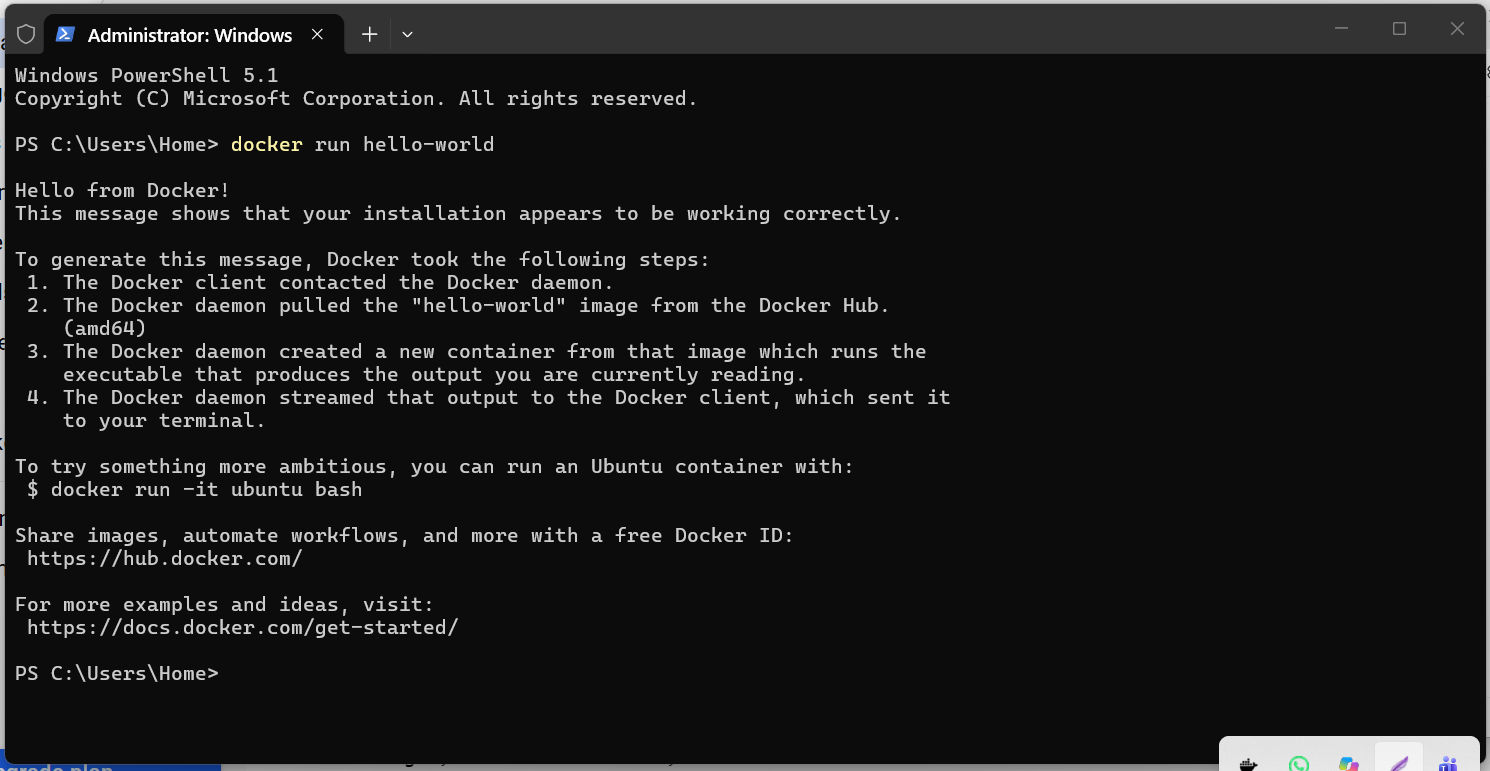 Administrator: Windows
Windows PowerShell 5.1
Copyright (C) Microsoft Corporation. All rights reserved.
PS C:\Users\Home> docker run hello-world
Hello from Docker!
This message shows that your installation appears to be working correctly.
To generate this message, Docker took the following steps:
1. The Docker client contacted the Docker daemon.
2. The Docker daemon pulled the "hello-world" image from the Docker Hub.
(amd64)
3. The Docker daemon created a new container from that image which runs the
executable that produces the output you are currently reading.
4. The Docker daemon streamed that output to the Docker client, which sent it
to your terminal.
To try something more ambitious, you can run an Ubuntu container with:
$ docker run -it ubuntu bash
Share images, automate workflows, and more with a free Docker ID:
https://hub.docker.com/
For more examples and ideas, visit:
https://docs.docker.com/get-started/
PS C:\Users\Home>